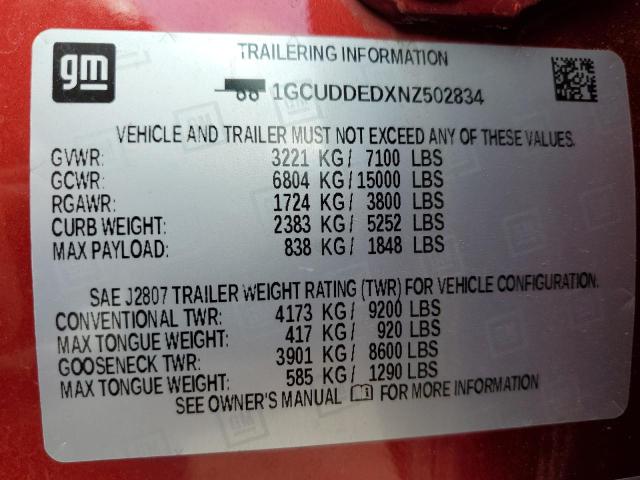 gm
TRAILERING INFORMATION
1GCUDDEDXNZ502834
VEHICLE AND TRAILER MUST NOT EXCEED ANY OF THESE VALUES.
GVWR: 3221 KG/ 7100 LBS
GCWR: 6804 KG/15000 LBS
RGAWR: 1724 KG/ 3800 LBS
CURB WEIGHT: 2383 KG/ 5252 LBS
MAX PAYLOAD: 838 KG/ 1848 LBS
SAE J2807 TRAILER WEIGHT RATING (TWR) FOR VEHICLE CONFIGURATION.
CONVENTIONAL TWR: 4173 KG/ 9200 LBS
MAX TONGUE WEIGHT: 417 KG/ 920 LBS
GOOSENECK TWR: 3901 KG/ 8600 LBS
MAX TONGUE WEIGHT: 585 KG/ 1290 LBS
SEE OWNER'S MANUAL FOR MORE INFORMATION